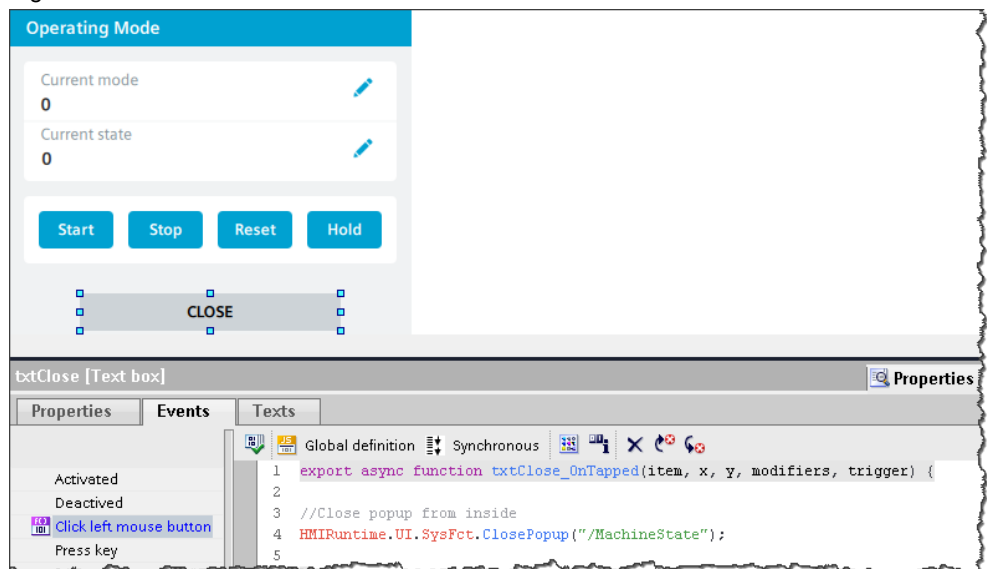 Operating Mode
Current mode
0
Current state
0
Start Stop Reset Hold
CLOSE
txtClose [Text box]
Properties
Properties Events Texts
Global definition Synchronous
Activated
Deactived
Click left mouse button
Press key
1 export async function txtClose_OnTapped(item, x, y, modifiers, trigger) {
2
3 //Close popup from inside
4 HMIRuntime.UI.SysFct.ClosePopup("/MachineState");
5